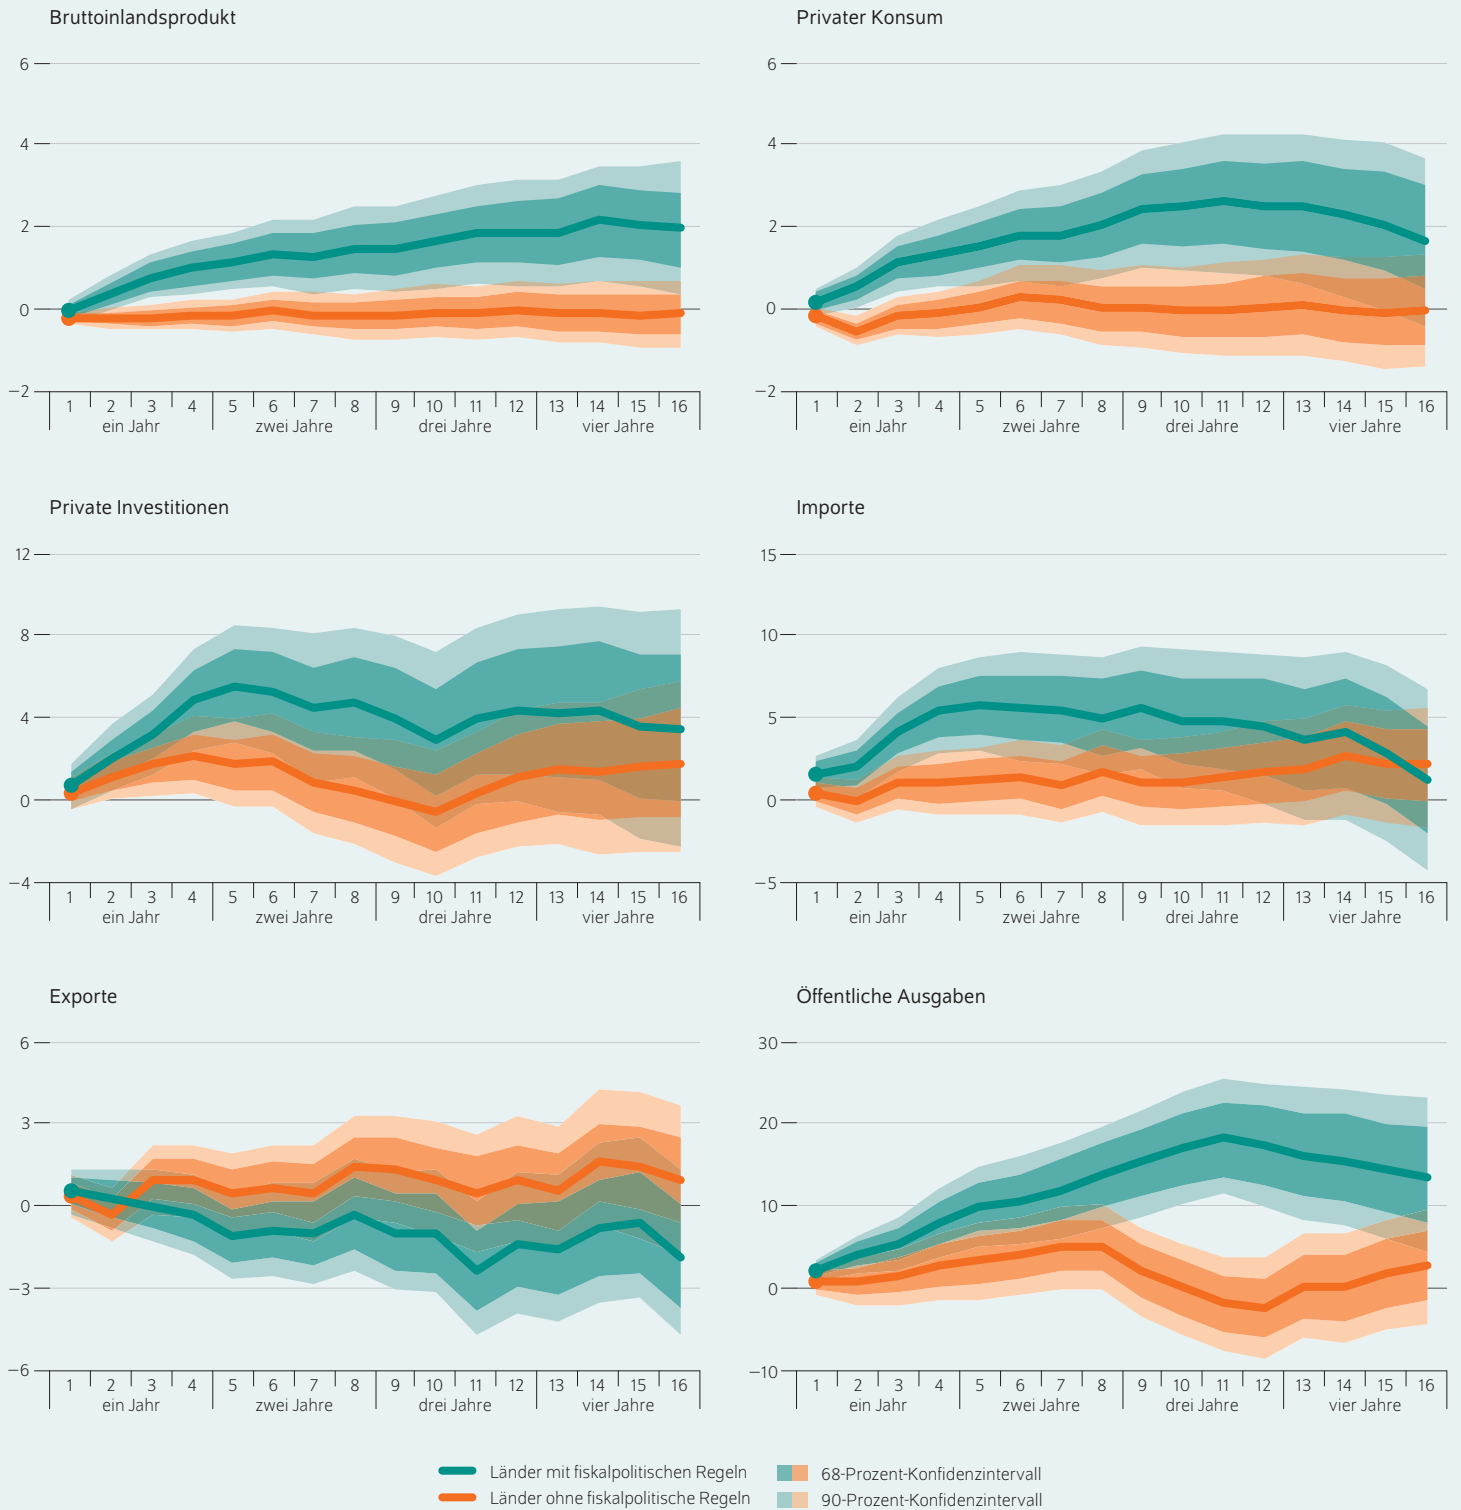 Bruttoinlandsprodukt
6
4
2
0
−2
1 2 3 4 5 6 7 8 9 10 11 12 13 14 15 16
ein Jahr zwei Jahre drei Jahre vier Jahre
Privater Konsum
6
4
2
0
−2
1 2 3 4 5 6 7 8 9 10 11 12 13 14 15 16
ein Jahr zwei Jahre drei Jahre vier Jahre
Private Investitionen
12
8
4
0
−4
1 2 3 4 5 6 7 8 9 10 11 12 13 14 15 16
ein Jahr zwei Jahre drei Jahre vier Jahre
Importe
15
10
5
0
−5
1 2 3 4 5 6 7 8 9 10 11 12 13 14 15 16
ein Jahr zwei Jahre drei Jahre vier Jahre
Exporte
6
3
0
−3
−6
1 2 3 4 5 6 7 8 9 10 11 12 13 14 15 16
ein Jahr zwei Jahre drei Jahre vier Jahre
Öffentliche Ausgaben
30
20
10
0
−10
1 2 3 4 5 6 7 8 9 10 11 12 13 14 15 16
ein Jahr zwei Jahre drei Jahre vier Jahre
Länder mit fiskalpolitischen Regeln
Länder ohne fiskalpolitische Regeln
68-Prozent-Konfidenzintervall
90-Prozent-Konfidenzintervall